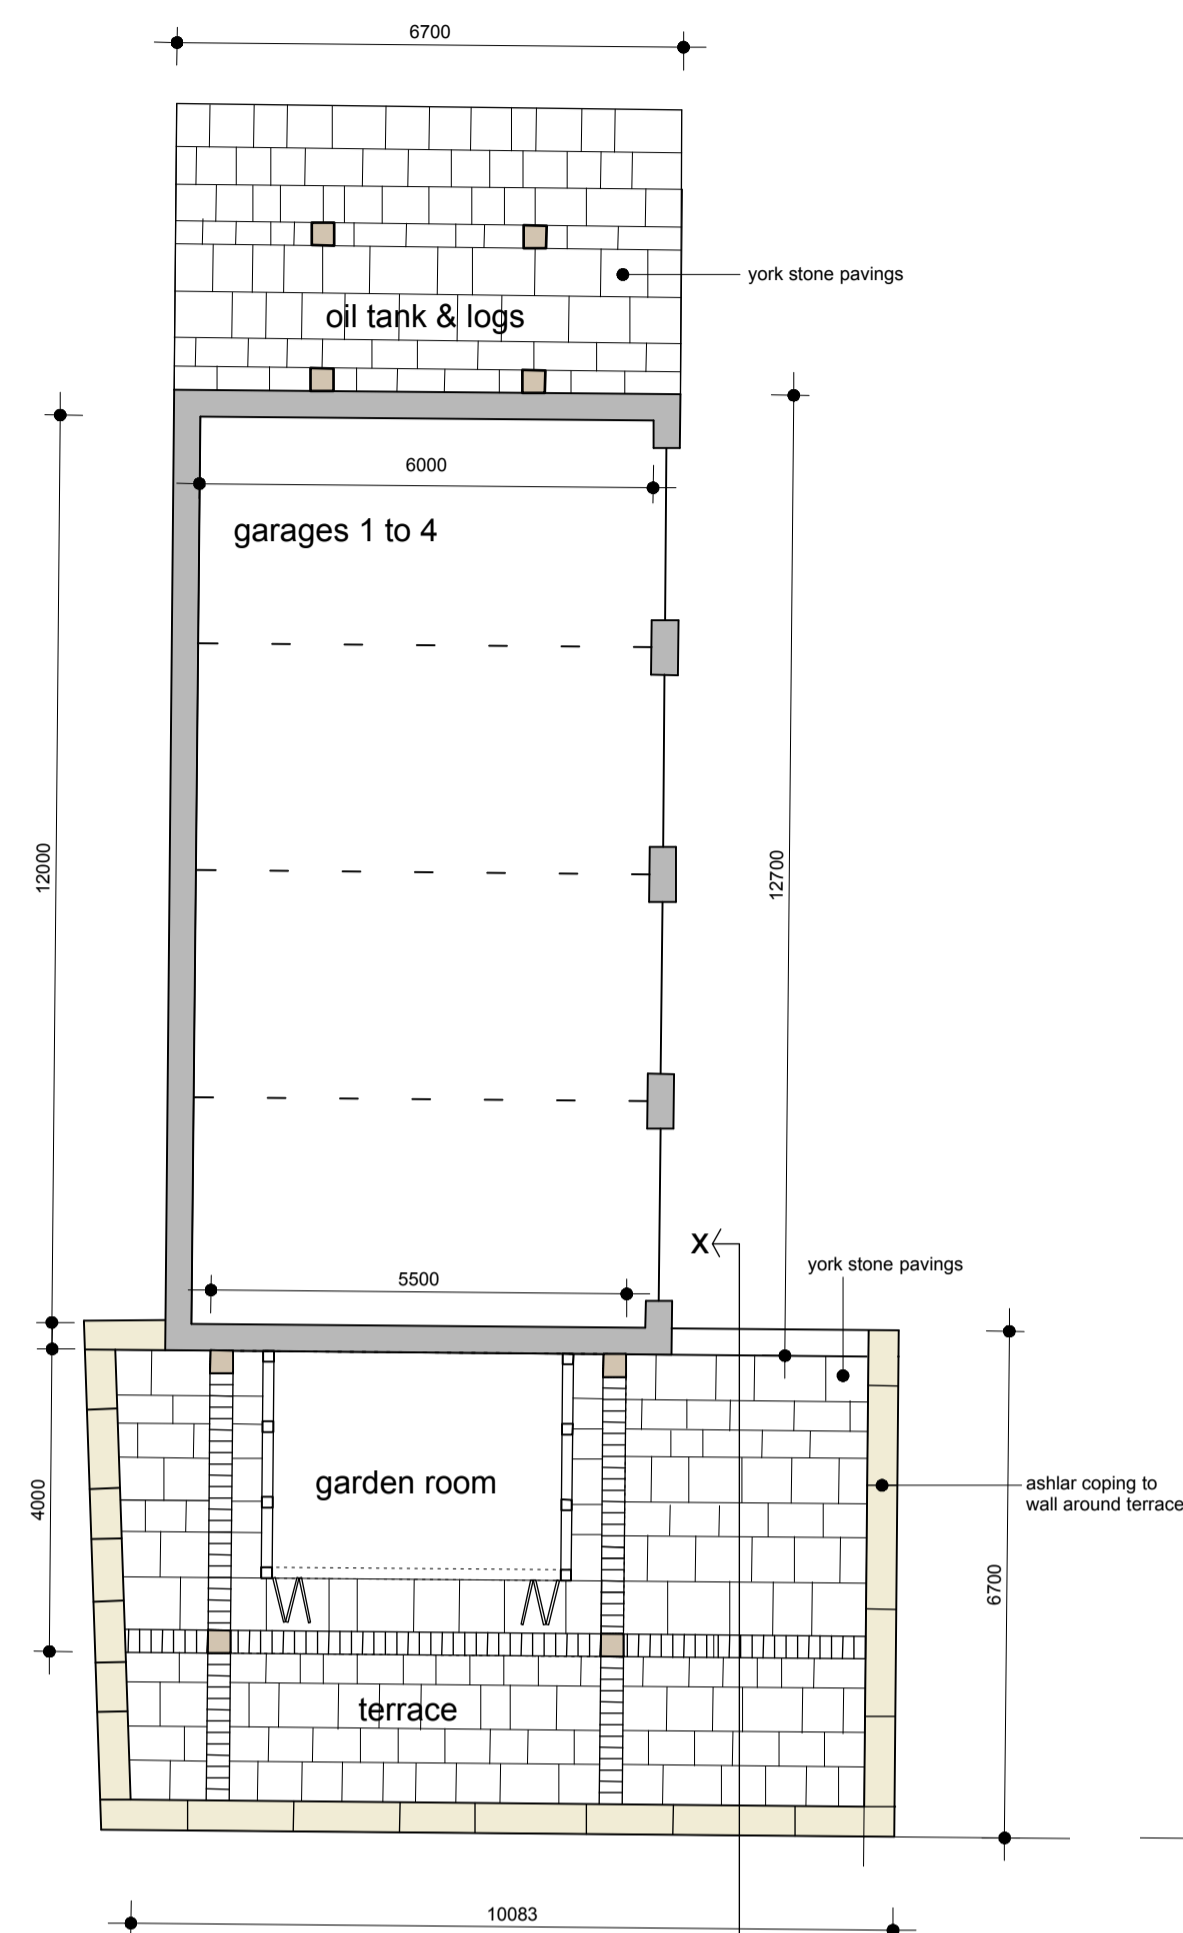 6700
york stone pavings
oil tank & logs
6000
garages 1 to 4
12000
12700
X
york stone pavings
5500
garden room
ashlar coping to
wall around terrace
4000
6700
terrace
10083